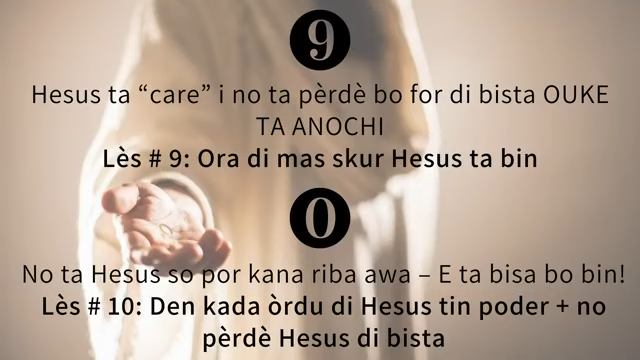 9
Hesus ta “care” i no ta pèrdè bo for di bista OUKE
TA ANOCHI
Lès # 9: Ora di mas skur Hesus ta bin
0
No ta Hesus so por kana riba awa – E ta bisa bo bin!
Lès # 10: Den kada òrdu di Hesus tin poder + no
pèrdè Hesus di bista